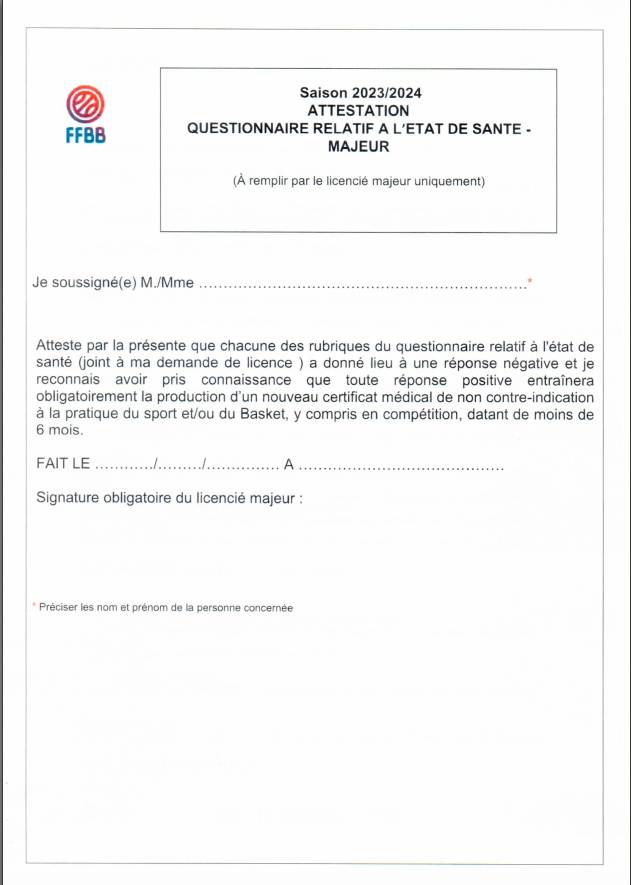 Saison 2023/2024
ATTESTATION
QUESTIONNAIRE RELATIF A L'ETAT DE SANTE -
MAJEUR
(À remplir par le licencié majeur uniquement)
FFBB
Je soussigné(e) M./Mme ....................................................................*
Atteste par la présente que chacune des rubriques du questionnaire relatif à l'état de
santé (joint à ma demande de licence ) a donné lieu à une réponse négative et je
reconnais avoir pris connaissance que toute réponse positive entraînera
obligatoirement la production d'un nouveau certificat médical de non contre-indication
à la pratique du sport et/ou du Basket, y compris en compétition, datant de moins de
6 mois.
FAIT LE ............/........./............... A ..........................................
Signature obligatoire du licencié majeur :
* Préciser les nom et prénom de la personne concernée